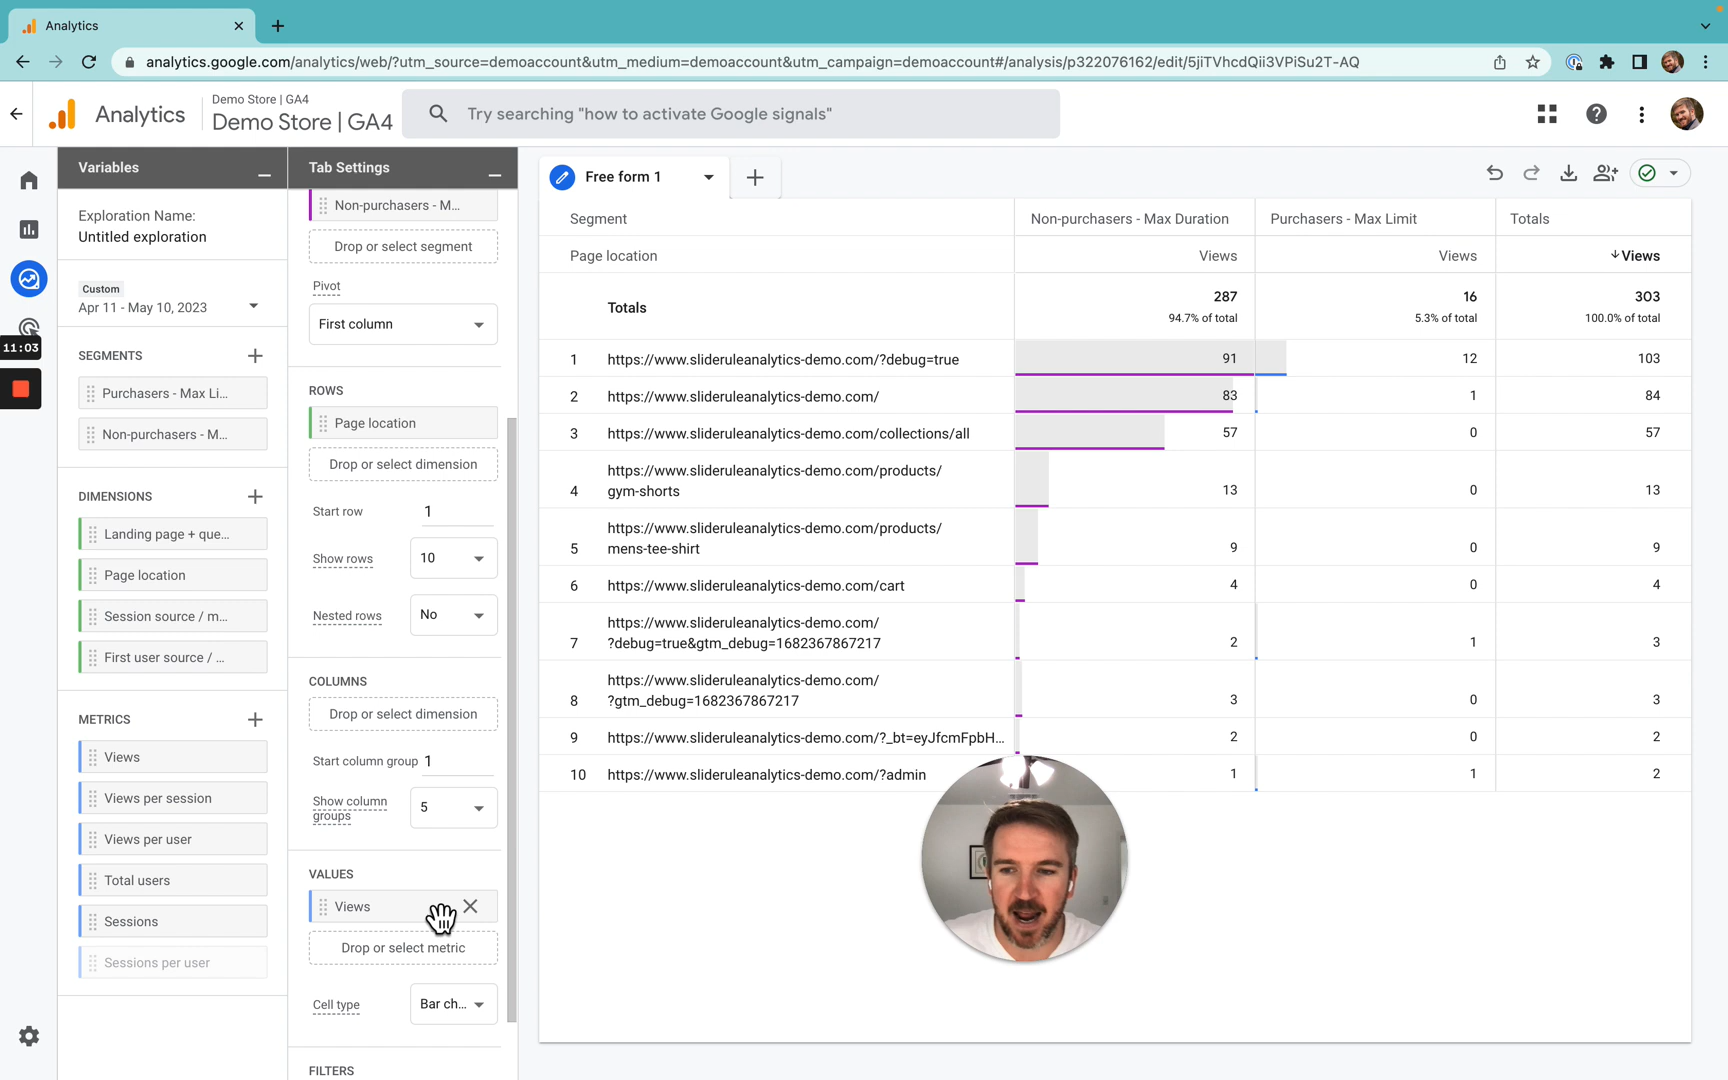 Analytics
analytics.google.com/analytics/web/?utm_source=demoaccount&utm_medium=demoaccount&utm_campaign=demoaccount#/analysis/p322076162/edit/5jiTVhcdQii3VPiSu2T-AQ
Analytics
Demo Store | GA4
Demo Store | GA4
Try searching "how to activate Google signals"
11:03
Variables
Exploration Name:
Untitled exploration
Custom
Apr 11 - May 10, 2023
SEGMENTS
Purchasers - Max Li...
Non-purchasers - M...
DIMENSIONS
Landing page + que...
Page location
Session source / m...
First user source / ...
METRICS
Views
Views per session
Views per user
Total users
Sessions
Sessions per user
Tab Settings
Non-purchasers - M...
Drop or select segment
Pivot
First column
ROWS
Page location
Drop or select dimension
Start row 1
Show rows 10
Nested rows No
COLUMNS
Drop or select dimension
Start column group 1
Show column
groups
5
VALUES
Views
Drop or select metric
Cell type Bar ch...
FILTERS
Free form 1
Segment Non-purchasers - Max Duration Purchasers - Max Limit Totals
Page location Views Views Views
Totals 287 16 303
94.7% of total 5.3% of total 100.0% of total
1 https://www.slideruleanalytics-demo.com/?debug=true 91 12 103
2 https://www.slideruleanalytics-demo.com/ 83 1 84
3 https://www.slideruleanalytics-demo.com/collections/all 57 0 57
https://www.slideruleanalytics-demo.com/products/
4 gym-shorts 13 0 13
https://www.slideruleanalytics-demo.com/products/
5 mens-tee-shirt 9 0 9
6 https://www.slideruleanalytics-demo.com/cart 4 0 4
https://www.slideruleanalytics-demo.com/
7 ?debug=true&gtm_debug=1682367867217 2 1 3
https://www.slideruleanalytics-demo.com/
8 ?gtm_debug=1682367867217 3 0 3
9 https://www.slideruleanalytics-demo.com/?_bt=eyJfcmFpbH... 2 0 2
10 https://www.slideruleanalytics-demo.com/?admin 1 1 2